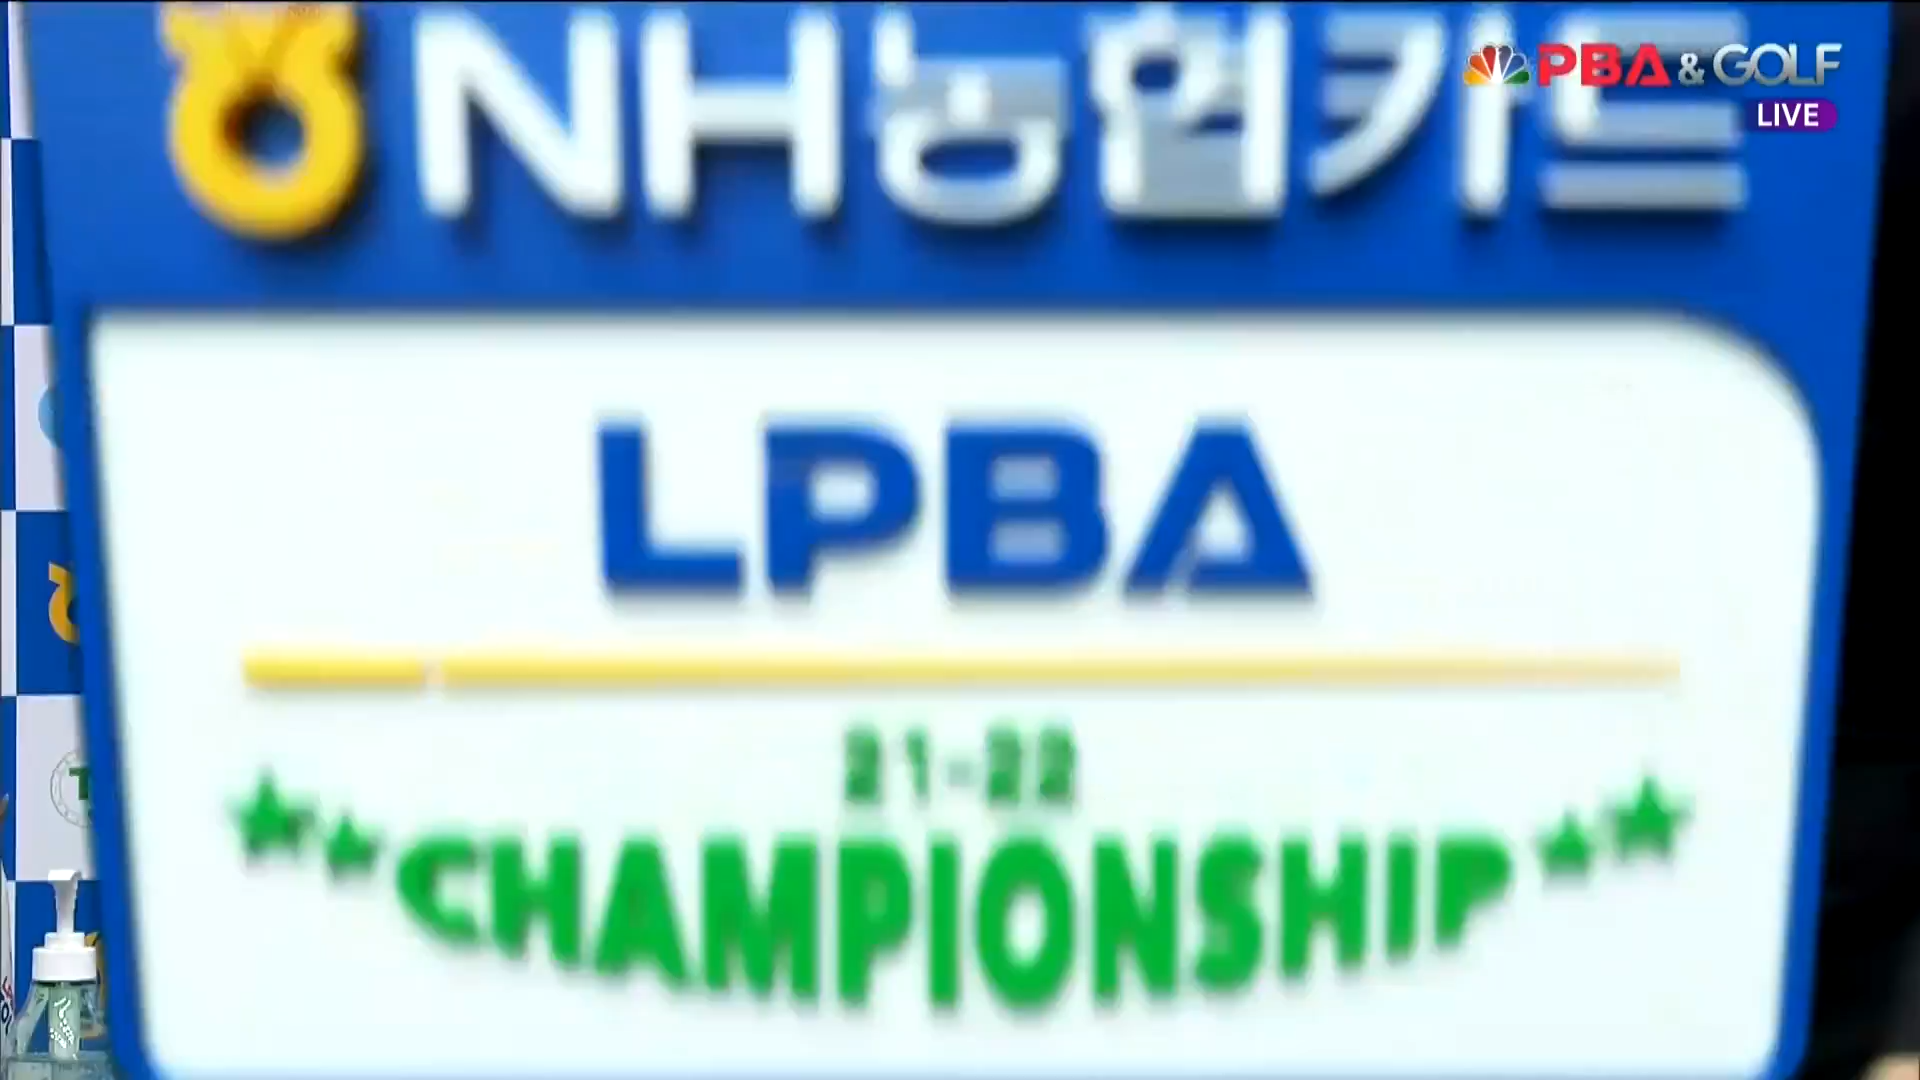 NH농협카드
PBA & GOLF
LIVE
LPBA
21-22
CHAMPIONSHIP